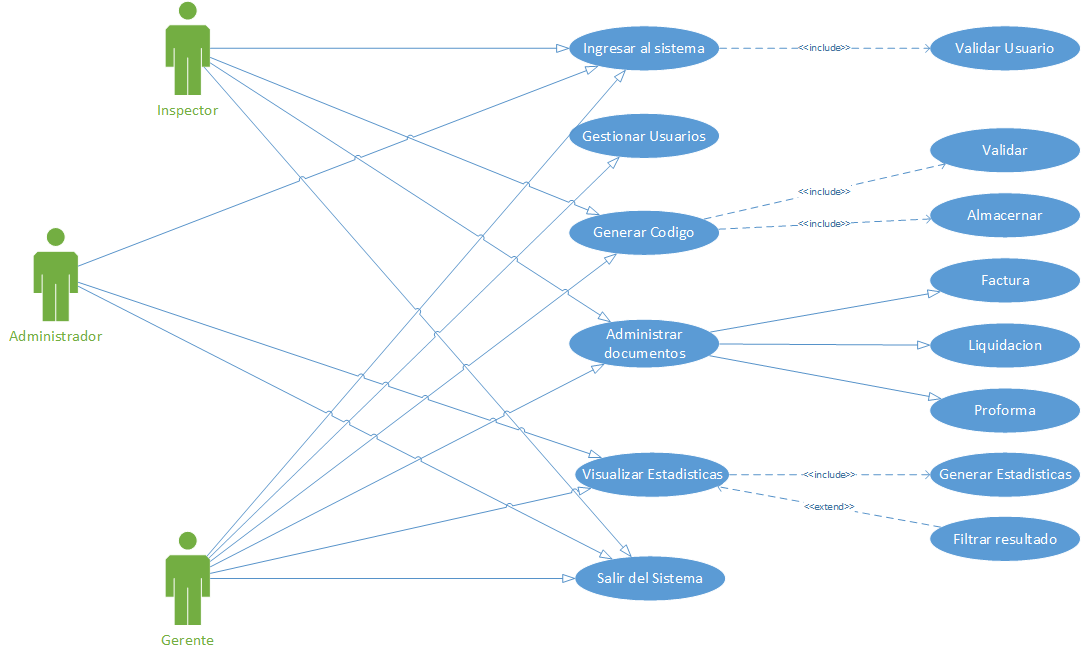 Ingresar al sistema
<<include>>
Validar Usuario
Inspector
Gestionar Usuarios
Validar
<<include>>
Almacernar
<<include>>
Generar Codigo
Factura
Administrador
Administrar
documentos
Liquidacion
Proforma
Visualizar Estadisticas
<<include>>
Generar Estadisticas
<<extend>>
Filtrar resultado
Salir del Sistema
Gerente